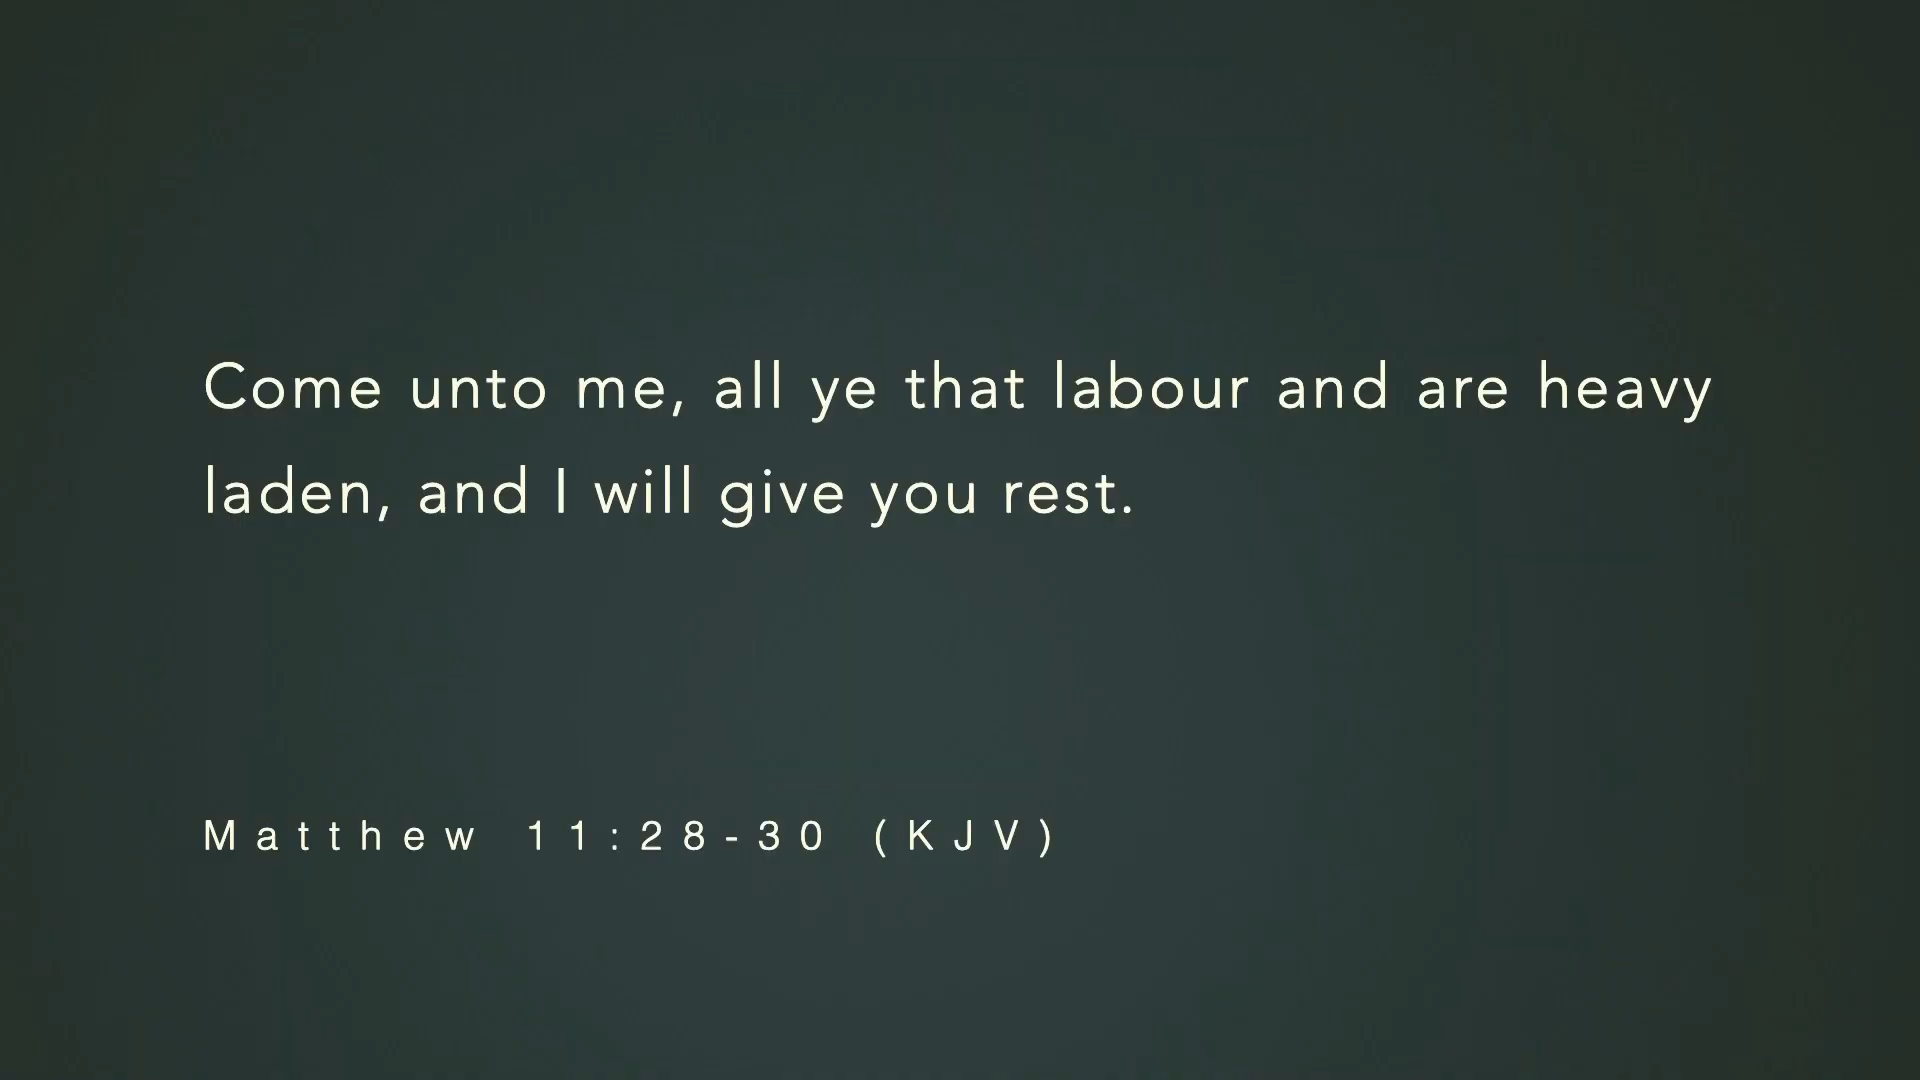 Come unto me, all ye that labour and are heavy
laden, and I will give you rest.
Matthew 11:28-30 (KJV)